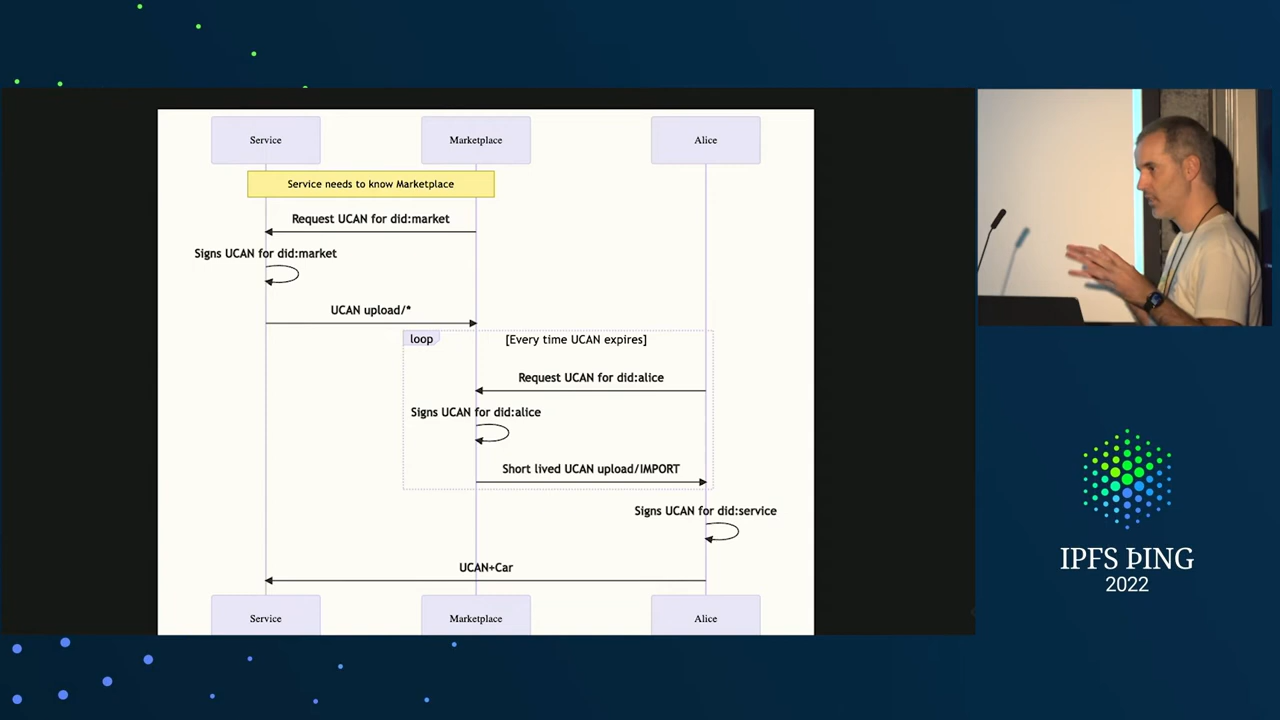 Service
Marketplace
Alice
Service needs to know Marketplace
Request UCAN for did:market
Signs UCAN for did:market
UCAN upload/*
loop
[Every time UCAN expires]
Request UCAN for did:alice
Signs UCAN for did:alice
Short lived UCAN upload/IMPORT
Signs UCAN for did:service
UCAN+Car
Service
Marketplace
Alice
IPFS ÞING
2022